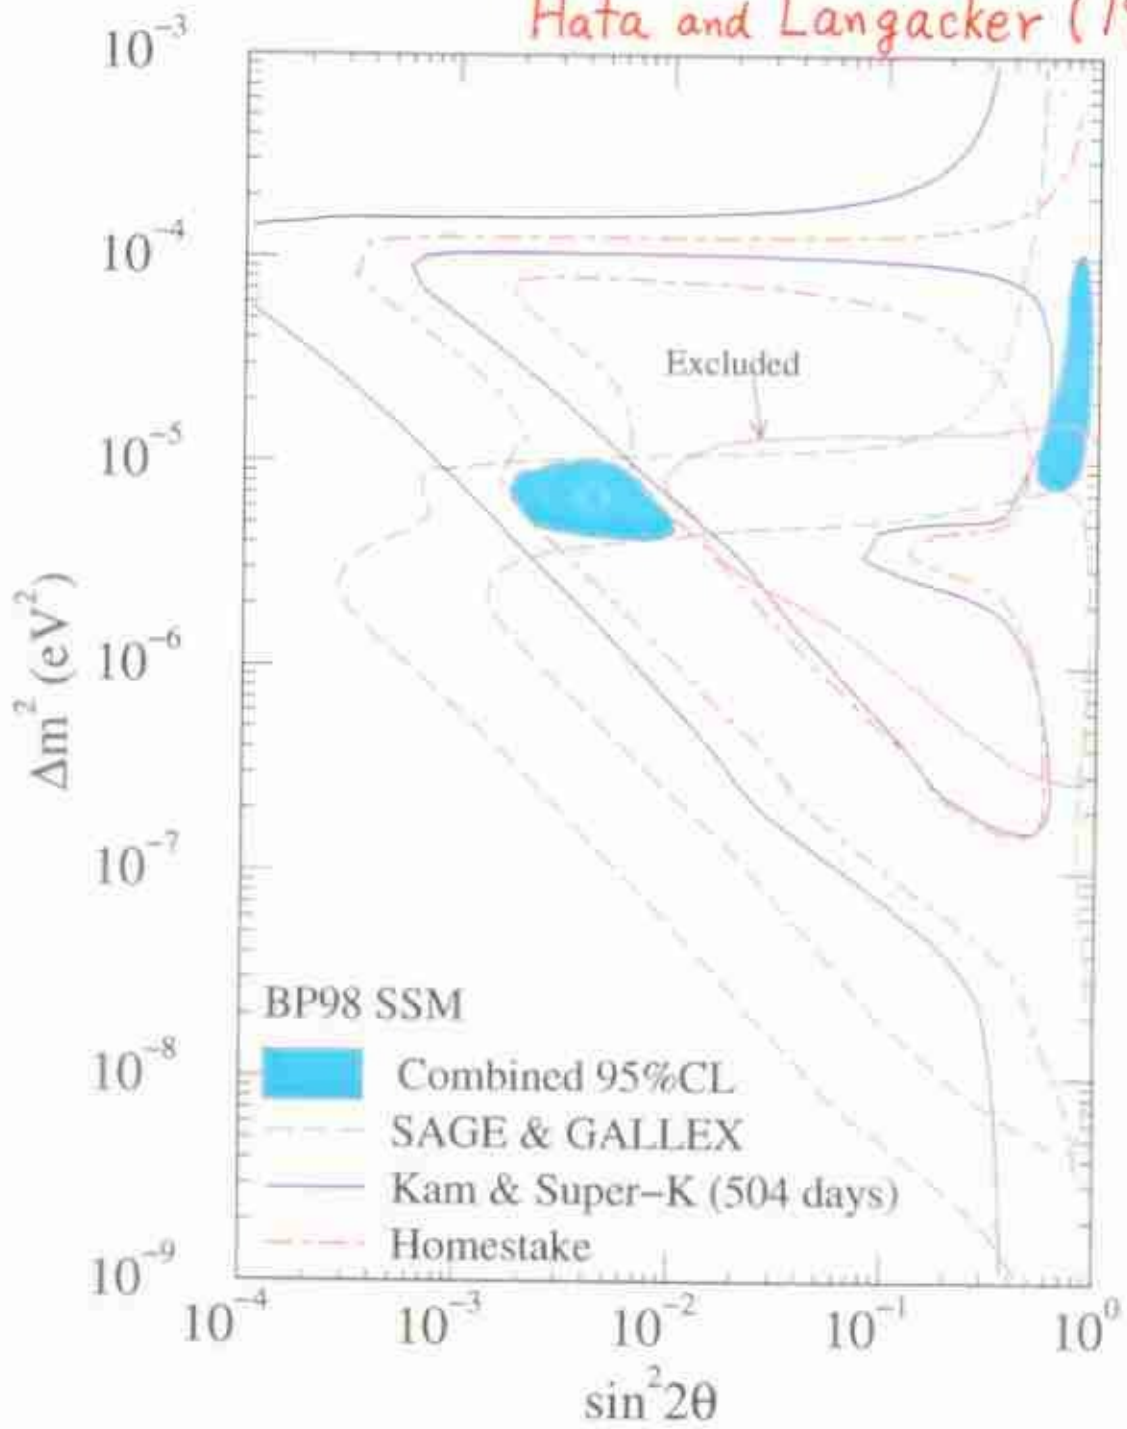 Hata and Langacker (19
10⁻³
10⁻⁴
10⁻⁵
10⁻⁶
10⁻⁷
10⁻⁸
10⁻⁹
Δm² (eV²)
Excluded
BP98 SSM
Combined 95%CL
SAGE & GALLEX
Kam & Super−K (504 days)
Homestake
10⁻⁴ 10⁻³ 10⁻² 10⁻¹ 10⁰
sin²2θ